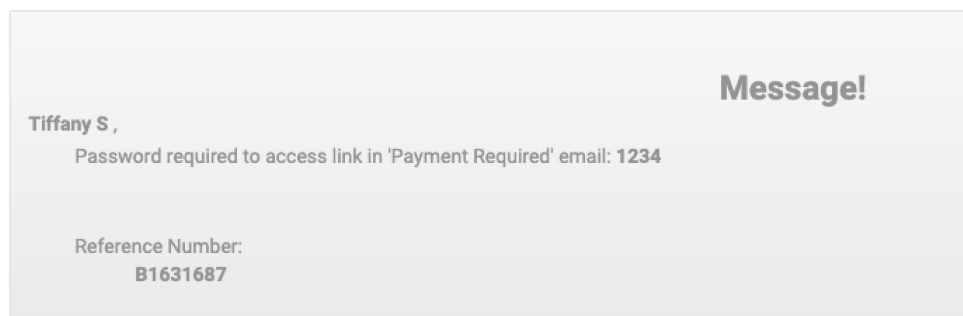 Message!
Tiffany S ,
Password required to access link in 'Payment Required' email: 1234
Reference Number:
B1631687